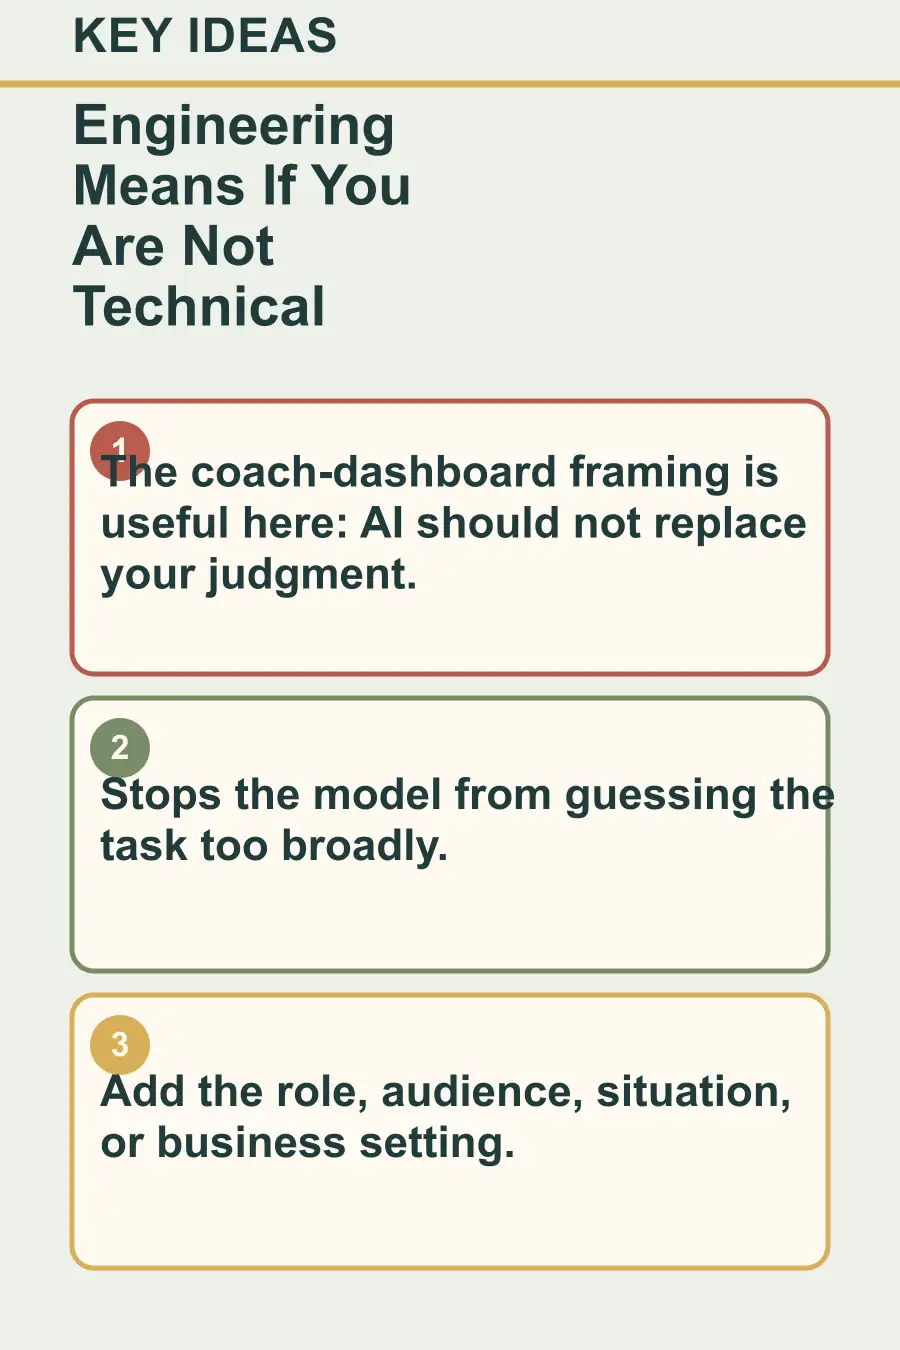 KEY IDEAS
Engineering
Means If You
Are Not
Technical
1
The coach-dashboard framing is
useful here: AI should not replace
your judgment.
2
Stops the model from guessing the
task too broadly.
3
Add the role, audience, situation,
or business setting.